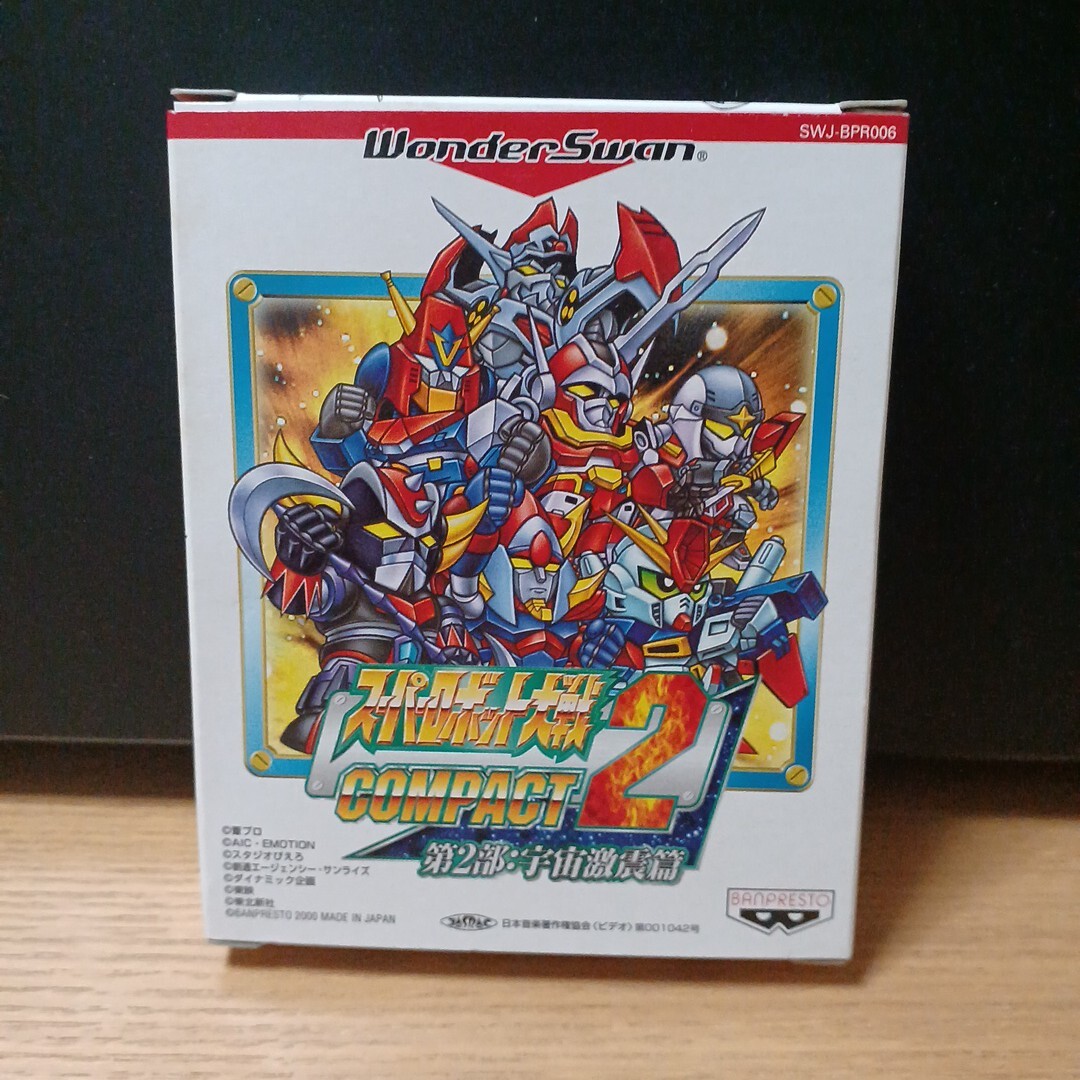 SWJ-BPR006
WonderSwan®
スーパーロボット大戦
COMPACT 2
第2部:宇宙激震篇
©葦プロ
©AIC・EMOTION
©スタジオぴえろ
©創通エージェンシー・サンライズ
©ダイナミック企画
©東映
©東北新社
©BANPRESTO 2000 MADE IN JAPAN
JASRAC 日本音楽著作権協会〈ビデオ〉第001042号
BANPRESTO